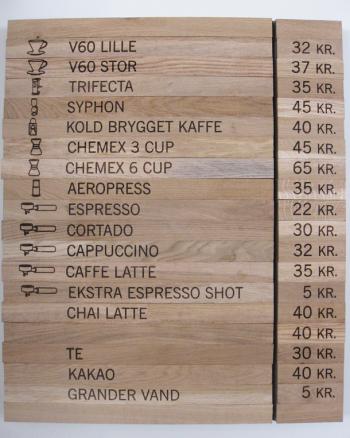 V60 LILLE 32 KR.
V60 STOR 37 KR.
TRIFECTA 35 KR.
SYPHON 45 KR.
KOLD BRYGGET KAFFE 40 KR.
CHEMEX 3 CUP 45 KR.
CHEMEX 6 CUP 65 KR.
AEROPRESS 35 KR.
ESPRESSO 22 KR.
CORTADO 30 KR.
CAPPUCCINO 32 KR.
CAFFE LATTE 35 KR.
EKSTRA ESPRESSO SHOT 5 KR.
CHAI LATTE 40 KR.
40 KR.
TE 30 KR.
KAKAO 40 KR.
GRANDER VAND 5 KR.